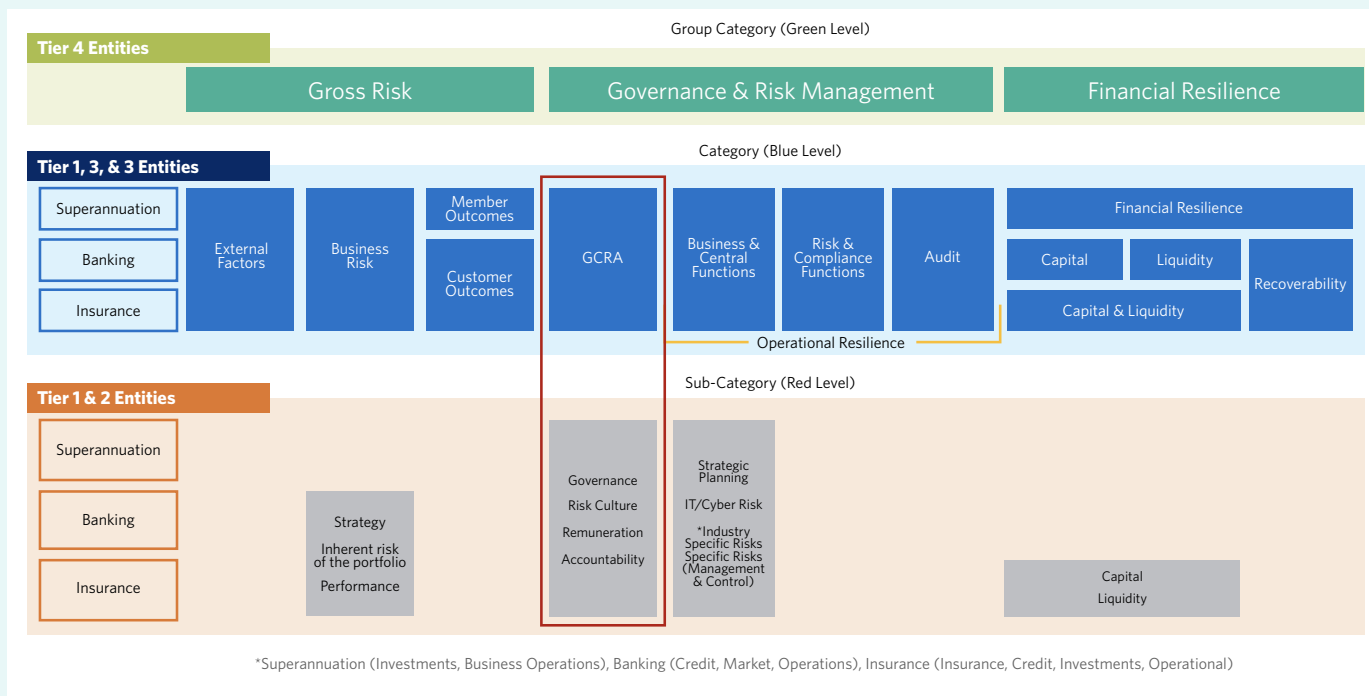 Group Category (Green Level)
Tier 4 Entities
Gross Risk
Governance & Risk Management
Financial Resilience
Category (Blue Level)
Tier 1, 3, & 3 Entities
Superannuation
Banking
Insurance
External
Factors
Business
Risk
Member
Outcomes
Customer
Outcomes
GCRA
Business &
Central
Functions
Risk &
Compliance
Functions
Audit
Financial Resilience
Capital
Liquidity
Capital & Liquidity
Recoverability
Operational Resilience
Sub-Category (Red Level)
Tier 1 & 2 Entities
Superannuation
Banking
Insurance
Strategy
Inherent risk
of the portfolio
Performance
Governance
Risk Culture
Remuneration
Accountability
Strategic
Planning
IT/Cyber Risk
*Industry
Specific Risks
Specific Risks
(Management
& Control)
Capital
Liquidity
*Superannuation (Investments, Business Operations), Banking (Credit, Market, Operations), Insurance (Insurance, Credit, Investments, Operational)